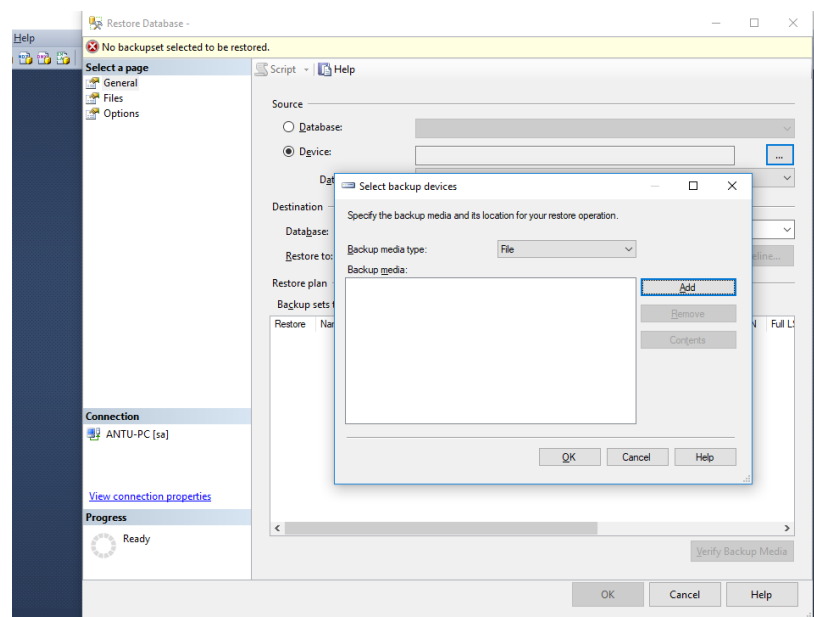 Restore Database -
Help
No backupset selected to be restored.
Select a page
General
Files
Options
Script
Help
Source
Database:
Device:
...
Select backup devices
Specify the backup media and its location for your restore operation.
Backup media type:
File
Backup media:
Add
Remove
Contents
OK
Cancel
Help
Destination
Database:
Restore to:
Restore plan
Backup sets
Restore
Full
Connection
ANTU-PC [sa]
View connection properties
Progress
Ready
Verify Backup Media
OK
Cancel
Help